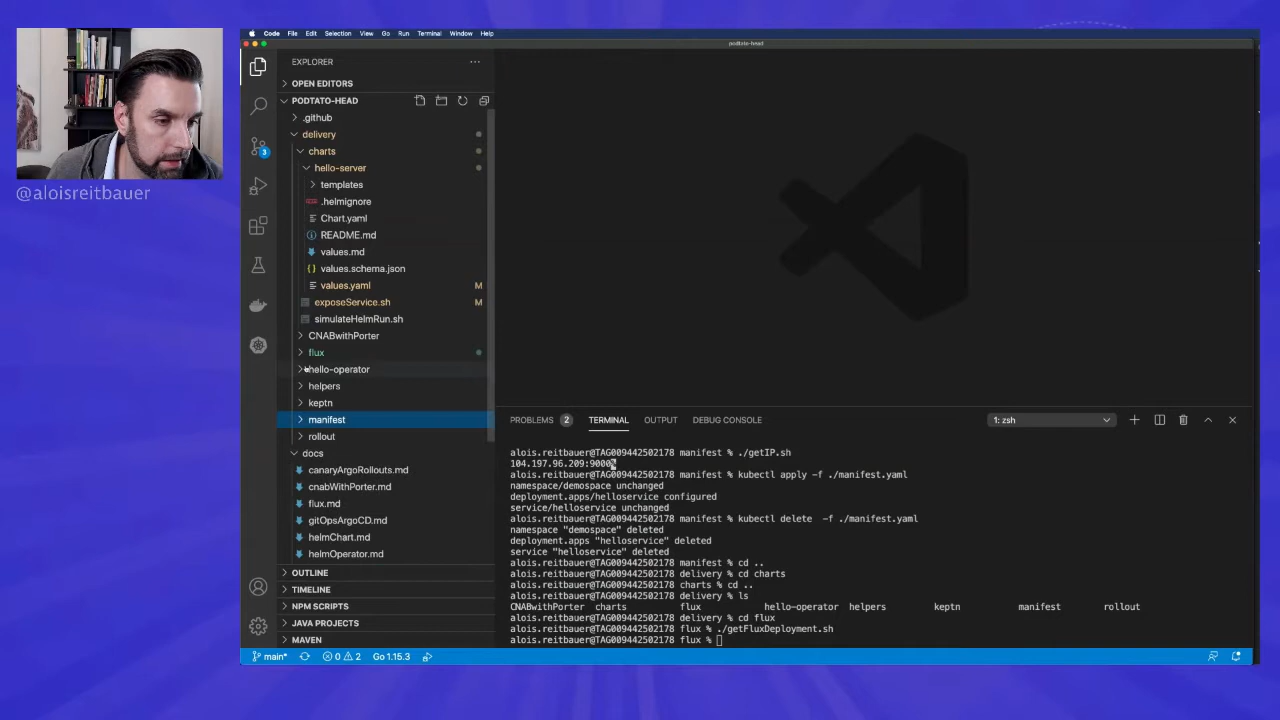 Code File Edit Selection View Go Run Terminal Window Help
podtato-head
@aloisreitbauer
EXPLORER
OPEN EDITORS
PODTATO-HEAD
.github
delivery
charts
hello-server
templates
.helmignore
Chart.yaml
README.md
values.md
values.schema.json
values.yaml M
exposeService.sh M
simulateHelmRun.sh
CNABwithPorter
flux
hello-operator
helpers
keptn
manifest
rollout
docs
canaryArgoRollouts.md
cnabWithPorter.md
flux.md
gitOpsArgoCD.md
helmChart.md
helmOperator.md
OUTLINE
TIMELINE
NPM SCRIPTS
JAVA PROJECTS
MAVEN
3
PROBLEMS 2 TERMINAL OUTPUT DEBUG CONSOLE 1: zsh
alois.reitbauer@TAG009442502178 manifest % ./getIP.sh
104.197.96.209:9000%
alois.reitbauer@TAG009442502178 manifest % kubectl apply -f ./manifest.yaml
namespace/demospace unchanged
deployment.apps/helloservice configured
service/helloservice unchanged
alois.reitbauer@TAG009442502178 manifest % kubectl delete  -f ./manifest.yaml
namespace "demospace" deleted
deployment.apps "helloservice" deleted
service "helloservice" deleted
alois.reitbauer@TAG009442502178 manifest % cd ..
alois.reitbauer@TAG009442502178 delivery % cd charts
alois.reitbauer@TAG009442502178 charts % cd ..
alois.reitbauer@TAG009442502178 delivery % ls
CNABwithPorter charts flux hello-operator helpers keptn manifest rollout
alois.reitbauer@TAG009442502178 delivery % cd flux
alois.reitbauer@TAG009442502178 flux % ./getFluxDeployment.sh
alois.reitbauer@TAG009442502178 flux %
main* 0 2 Go 1.15.3